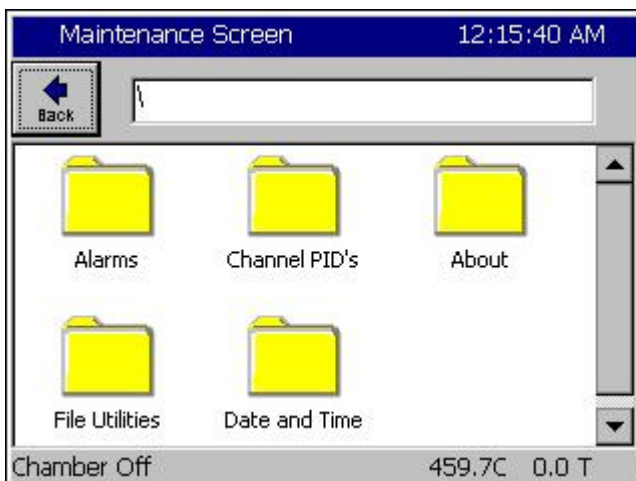 Maintenance Screen 12:15:40 AM
Back \
Alarms Channel PID's About
File Utilities Date and Time
Chamber Off 459.7C 0.0 T